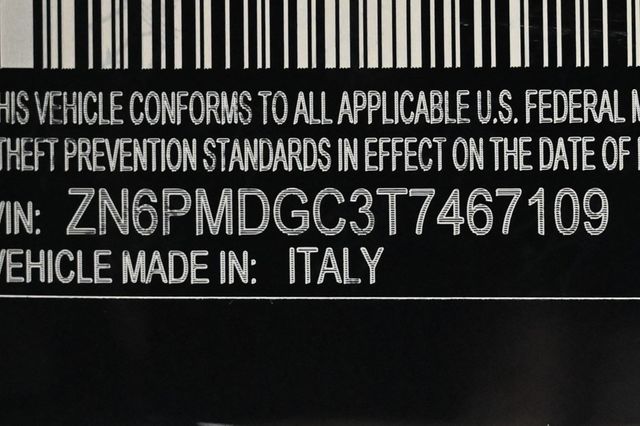 HIS VEHICLE CONFORMS TO ALL APPLICABLE U.S. FEDERAL M
THEFT PREVENTION STANDARDS IN EFFECT ON THE DATE OF
VIN: ZN6PMDGC3T7467109
VEHICLE MADE IN: ITALY